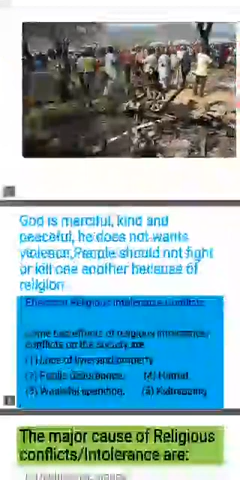 God is merciful, kind and
peaceful, he does not wants
violence,People should not fight
or kill one another because of
religion
Effects of Religious Intolerance Conflicts
Some bad effects of religious intolerance/
conflicts on the society are
(1) Loss of lives and property
(2) Public disturbance. (4) Hatred.
(3) Wasteful spending. (5) Kidnapping
The major cause of Religious
conflicts/Intolerance are: